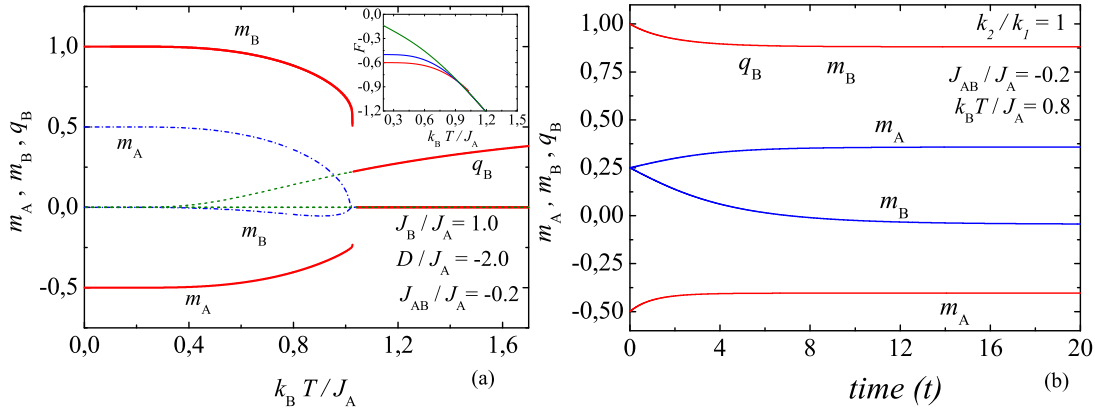 1,0
0,5
0,0
-0,5
m_A , m_B , q_B
0,0
0,4
0,8
1,2
1,6
k_B T / J_A
(a)
m_B
m_A
m_B
m_A
q_B
J_B / J_A = 1.0
D / J_A = -2.0
J_AB / J_A = -0.2
0,0
-0,3
-0,6
-0,9
-1,2
F
0,3 0,6 0,9 1,2 1,5
k_B T / J_A
1,00
0,75
0,50
0,25
0,00
-0,25
-0,50
m_A , m_B , q_B
0 4 8 12 16 20
time (t)
(b)
k_2 / k_1 = 1
q_B m_B
J_AB / J_A = -0.2
k_B T / J_A = 0.8
m_A
m_B
m_A